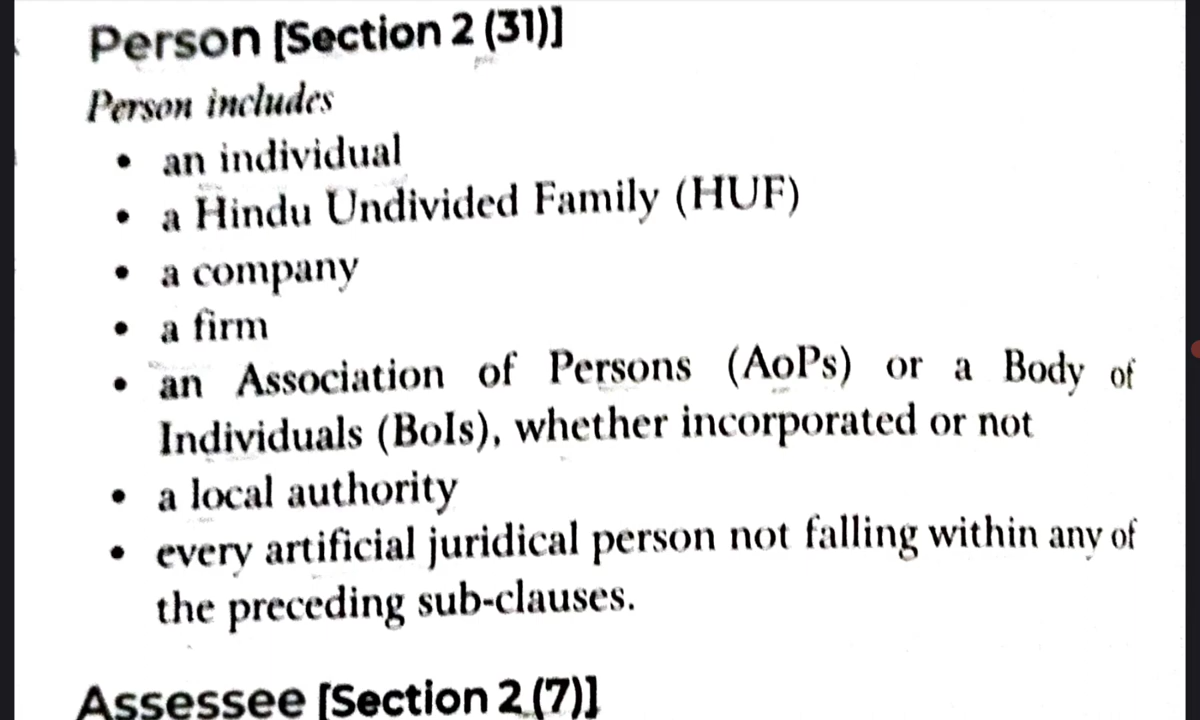 Person [Section 2 (31)]
Person includes
• an individual
• a Hindu Undivided Family (HUF)
• a company
• a firm
• an Association of Persons (AoPs) or a Body of
Individuals (BoIs), whether incorporated or not
• a local authority
• every artificial juridical person not falling within any of
the preceding sub-clauses.
Assessee [Section 2 (7)]